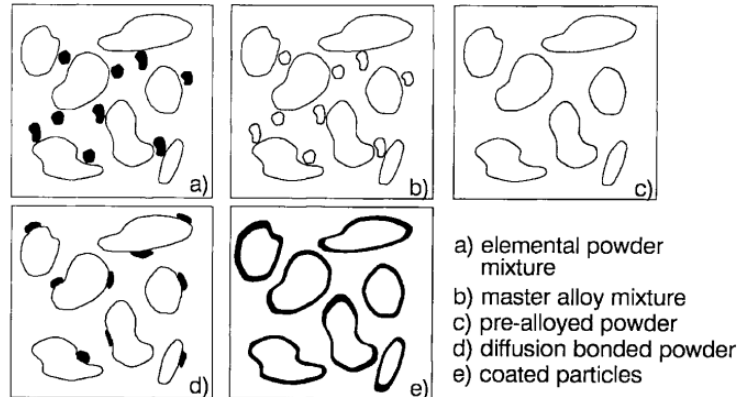 a)
b)
c)
d)
e)
a) elemental powder
mixture
b) master alloy mixture
c) pre-alloyed powder
d) diffusion bonded powder
e) coated particles